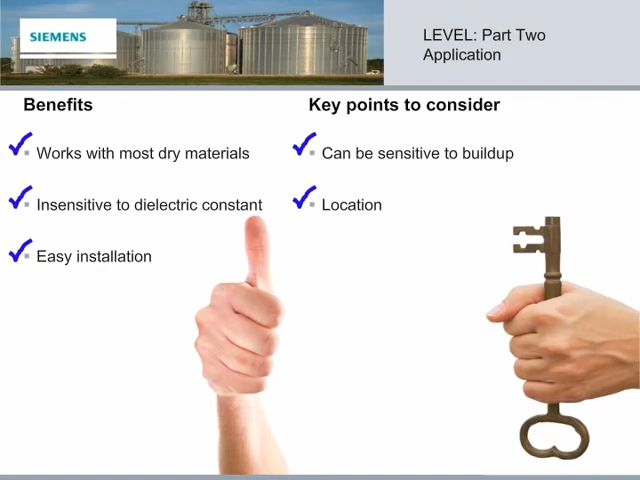 SIEMENS
LEVEL: Part Two
Application
Benefits
Works with most dry materials
Insensitive to dielectric constant
Easy installation
Key points to consider
Can be sensitive to buildup
Location